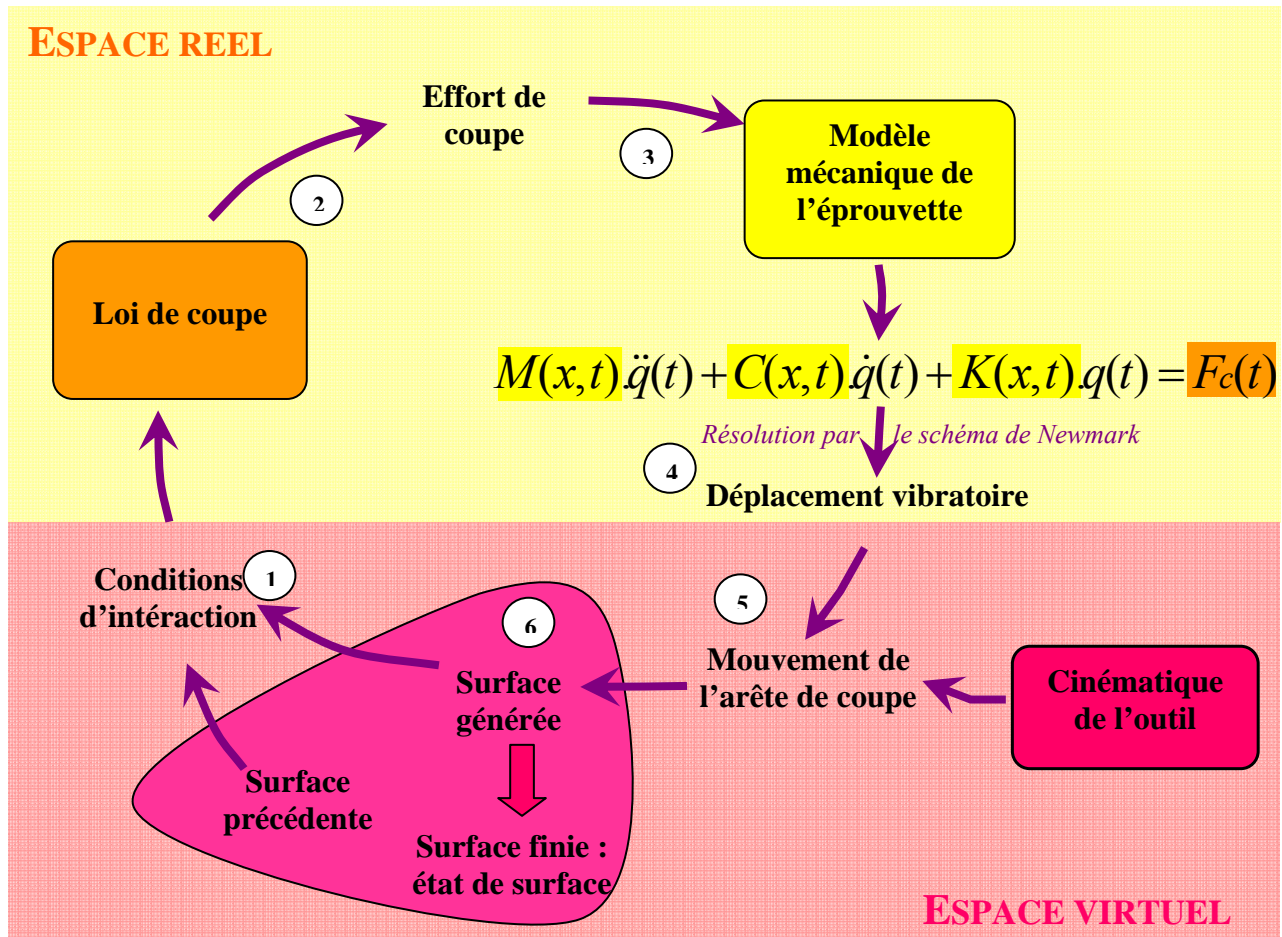 ESPACE REEL
Effort de
coupe
3
Modèle
mécanique de
l'éprouvette
2
Loi de coupe
M(x,t).q̈(t)+C(x,t).q̇(t)+K(x,t).q(t)=Fc(t)
Résolution par le schéma de Newmark
4
Déplacement vibratoire
Conditions
d'intéraction
1
5
6
Mouvement de
l'arête de coupe
Cinématique
de l'outil
Surface
générée
Surface
précédente
Surface finie :
état de surface
ESPACE VIRTUEL